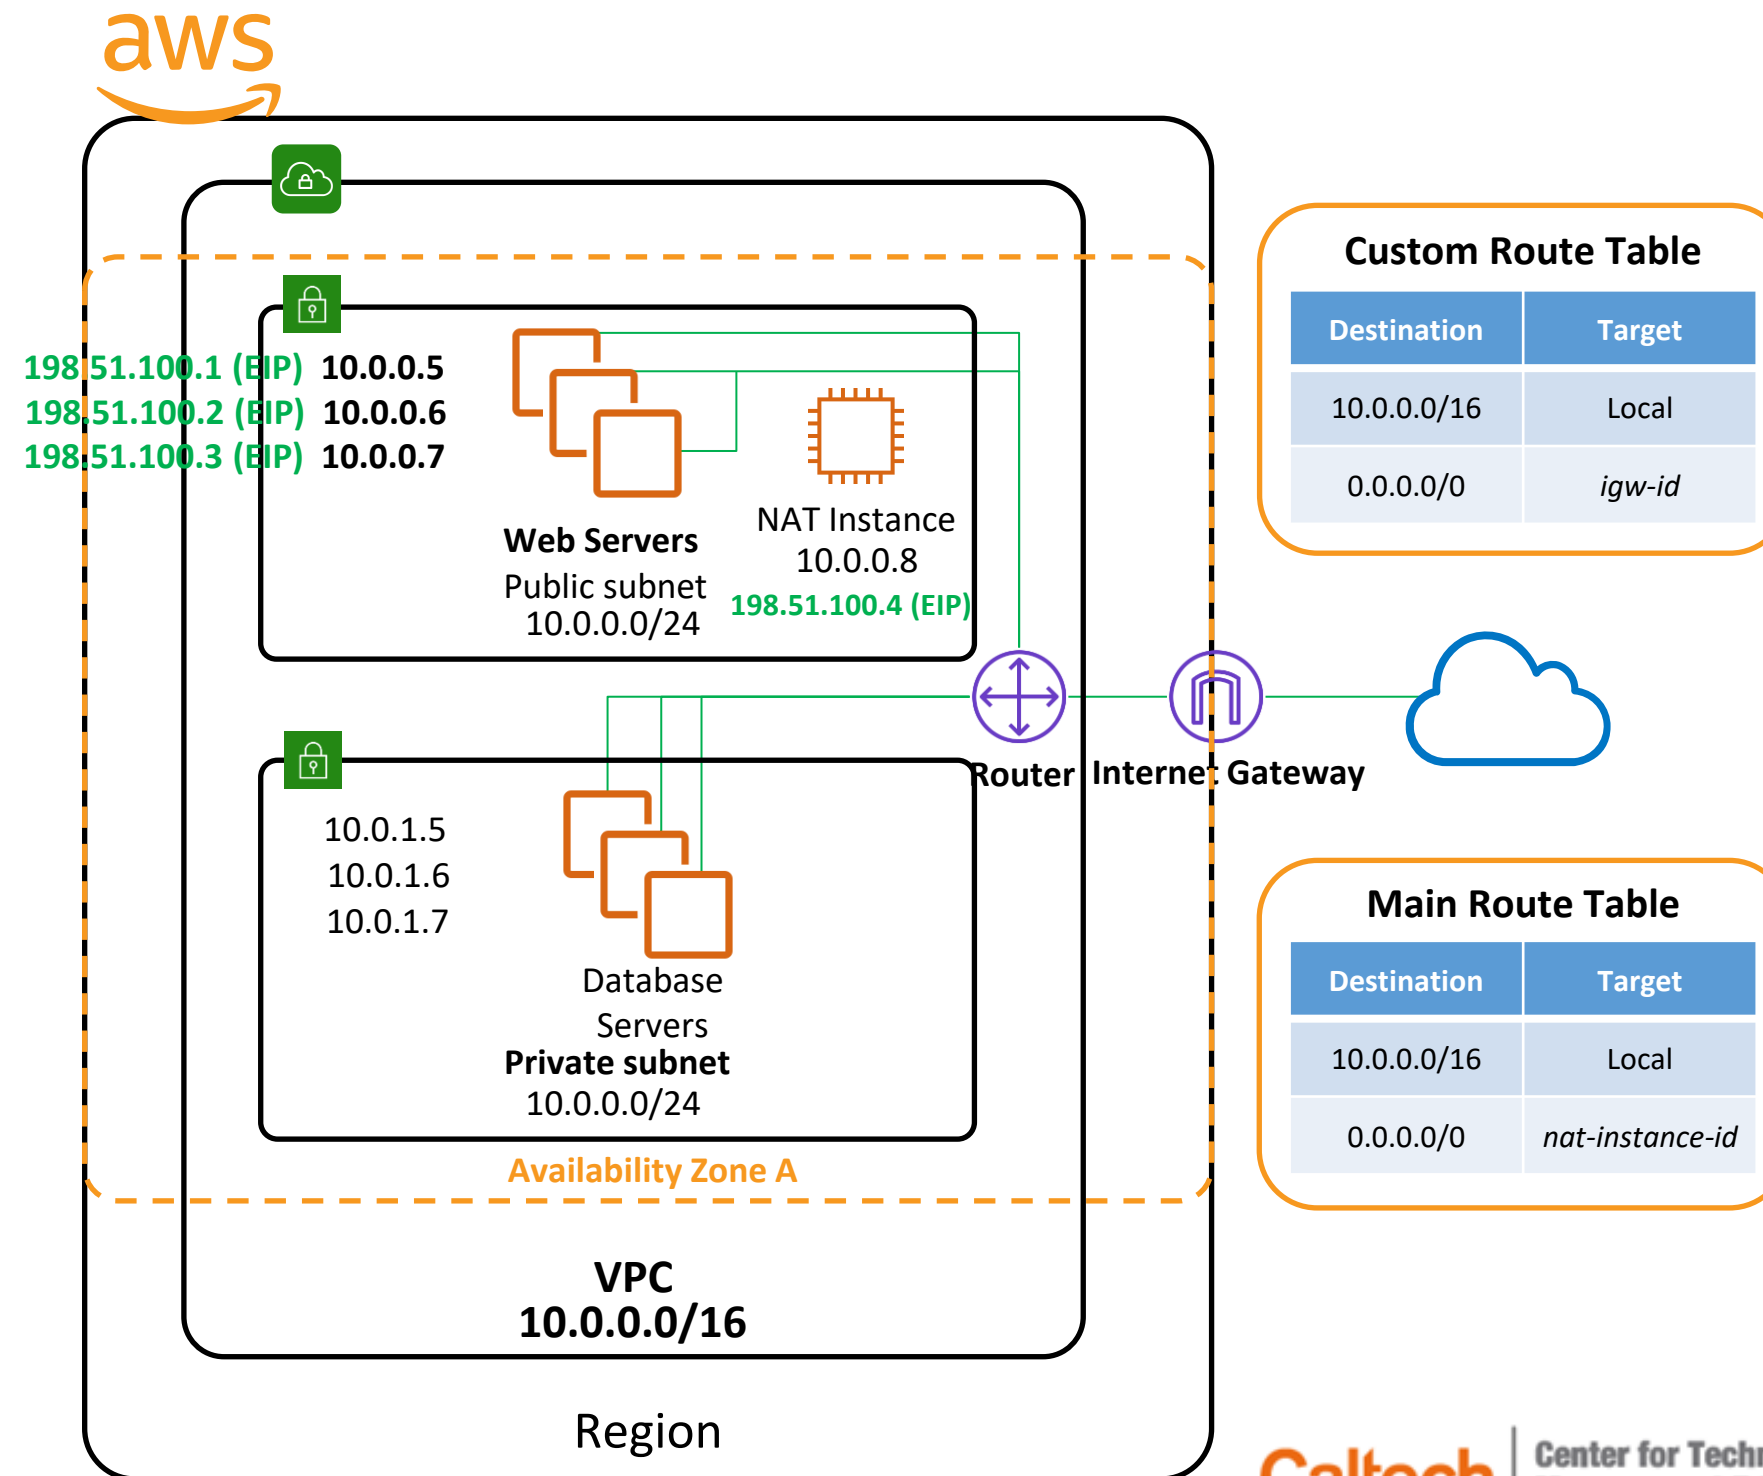 aws
198.51.100.1 (EIP) 10.0.0.5
198.51.100.2 (EIP) 10.0.0.6
198.51.100.3 (EIP) 10.0.0.7
Web Servers
Public subnet
10.0.0.0/24
NAT Instance
10.0.0.8
198.51.100.4 (EIP)
Router
Internet Gateway
10.0.1.5
10.0.1.6
10.0.1.7
Database
Servers
Private subnet
10.0.0.0/24
Availability Zone A
VPC
10.0.0.0/16
Region
Custom Route Table
Destination Target
10.0.0.0/16 Local
0.0.0.0/0 igw-id
Main Route Table
Destination Target
10.0.0.0/16 Local
0.0.0.0/0 nat-instance-id
Caltech
Center for Techn